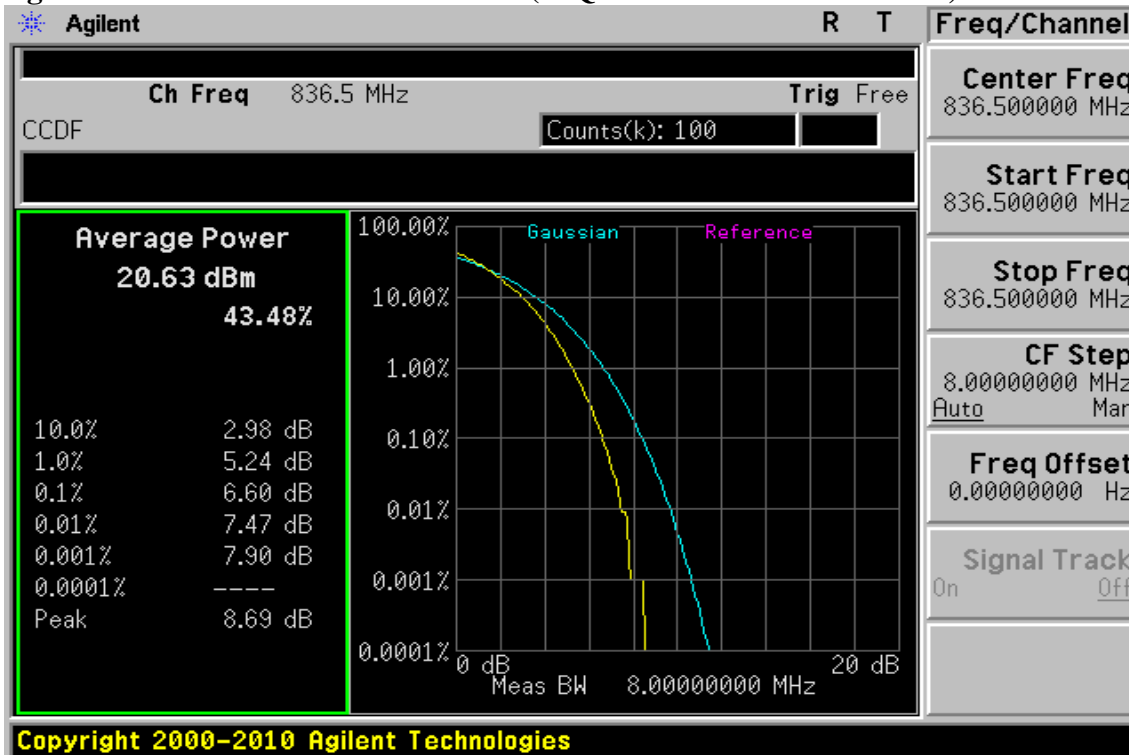 Agilent R T Freq/Channel
Ch Freq 836.5 MHz Trig Free
CCDF Counts(k): 100
Center Freq
836.500000 MHz
Start Freq
836.500000 MHz
Stop Freq
836.500000 MHz
CF Step
8.00000000 MHz
Auto Man
Freq Offset
0.00000000 Hz
Signal Track
On Off
Average Power
20.63 dBm
43.48%
10.0% 2.98 dB
1.0% 5.24 dB
0.1% 6.60 dB
0.01% 7.47 dB
0.001% 7.90 dB
0.0001% ----
Peak 8.69 dB
Gaussian Reference
100.00%
10.00%
1.00%
0.10%
0.01%
0.001%
0.0001%
0 dB 20 dB
Meas BW 8.00000000 MHz
Copyright 2000-2010 Agilent Technologies